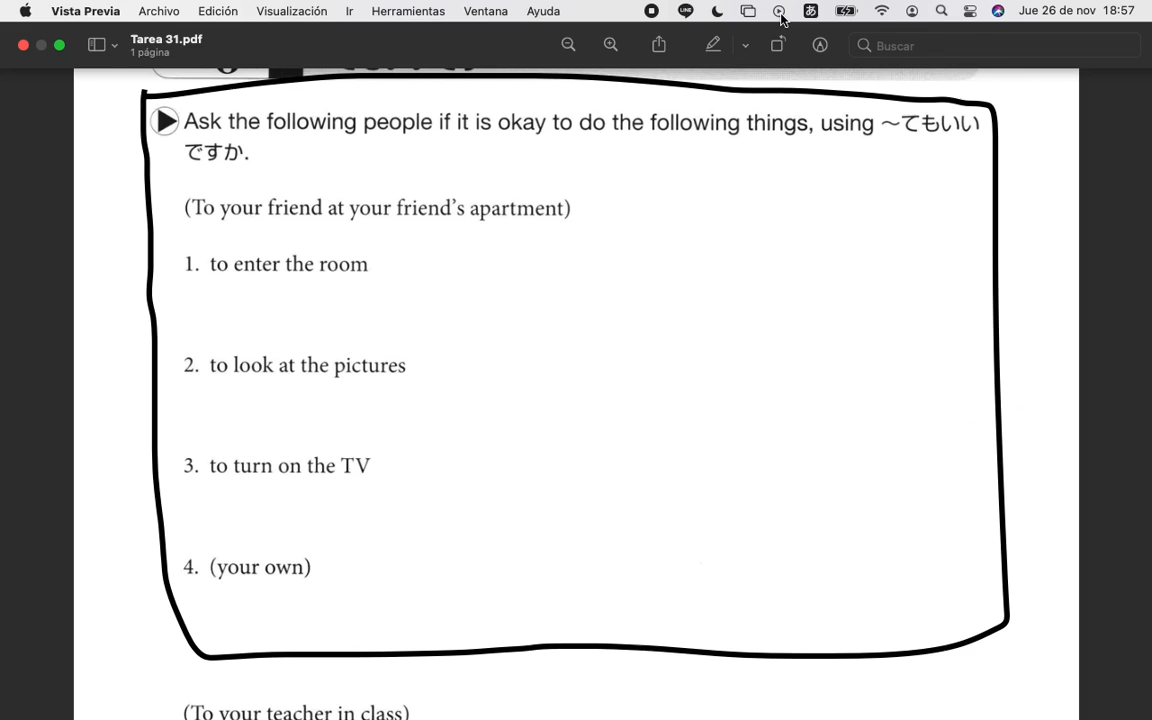 Vista Previa Archivo Edición Visualización Ir Herramientas Ventana Ayuda LINE あ Jue 26 de nov 18:57
Tarea 31.pdf
1 página
Buscar
Ask the following people if it is okay to do the following things, using ～てもいい
ですか.
(To your friend at your friend's apartment)
1. to enter the room
2. to look at the pictures
3. to turn on the TV
4. (your own)
(To your teacher in class)